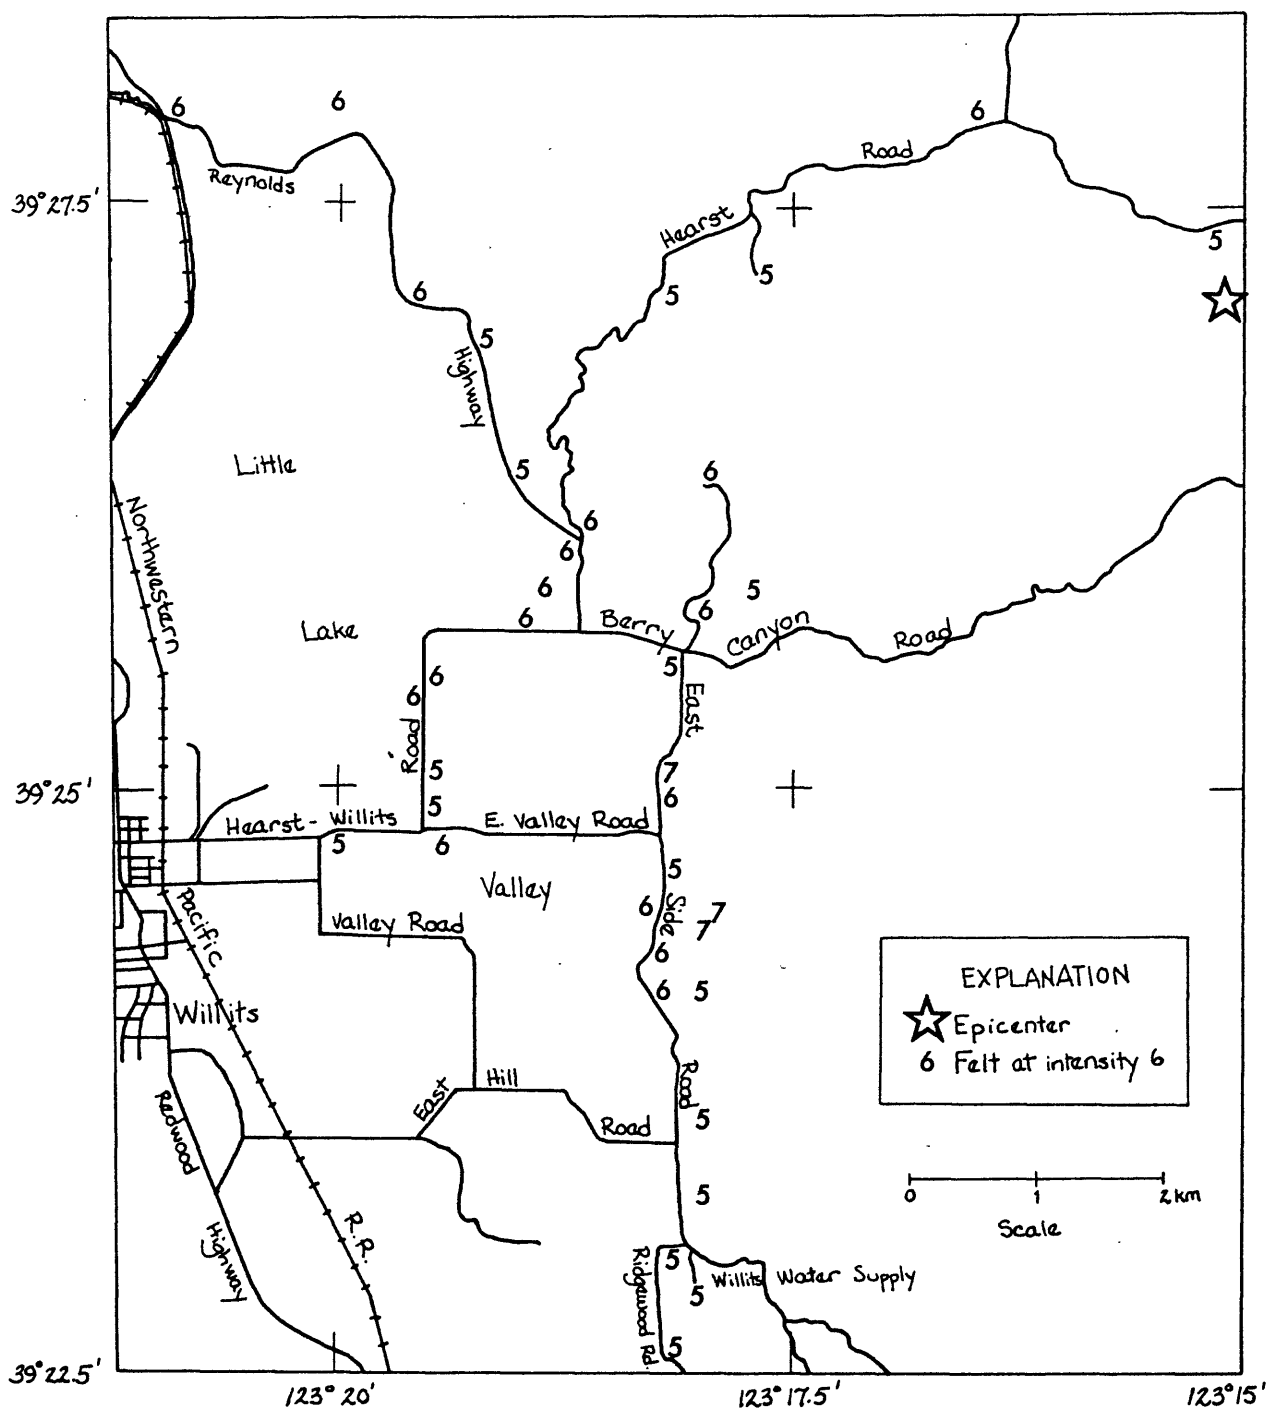 6
6
6
Road
Reynolds
39°27.5'
Hearst
5
5
6
5
5
Highway
5
Little
6
5
Northwestern
6
6
6
5
6
6
Berry
Canyon
Road
Lake
5
6
6
East
Road
5
7
39°25'
6
5
Hearst-Willits
E. Valley Road
5
6
5
Valley
Pacific
6
Side
7
7
Valley Road
6
EXPLANATION
6
5
Willits
Epicenter
6 Felt at intensity 6
Hill
Road
East
5
Road
Redwood
0
1
2 km
5
Scale
R.R.
Highway
5
Ridgewood Rd.
Willits Water Supply
5
5
39°22.5'
123°20'
123°17.5'
123°15'